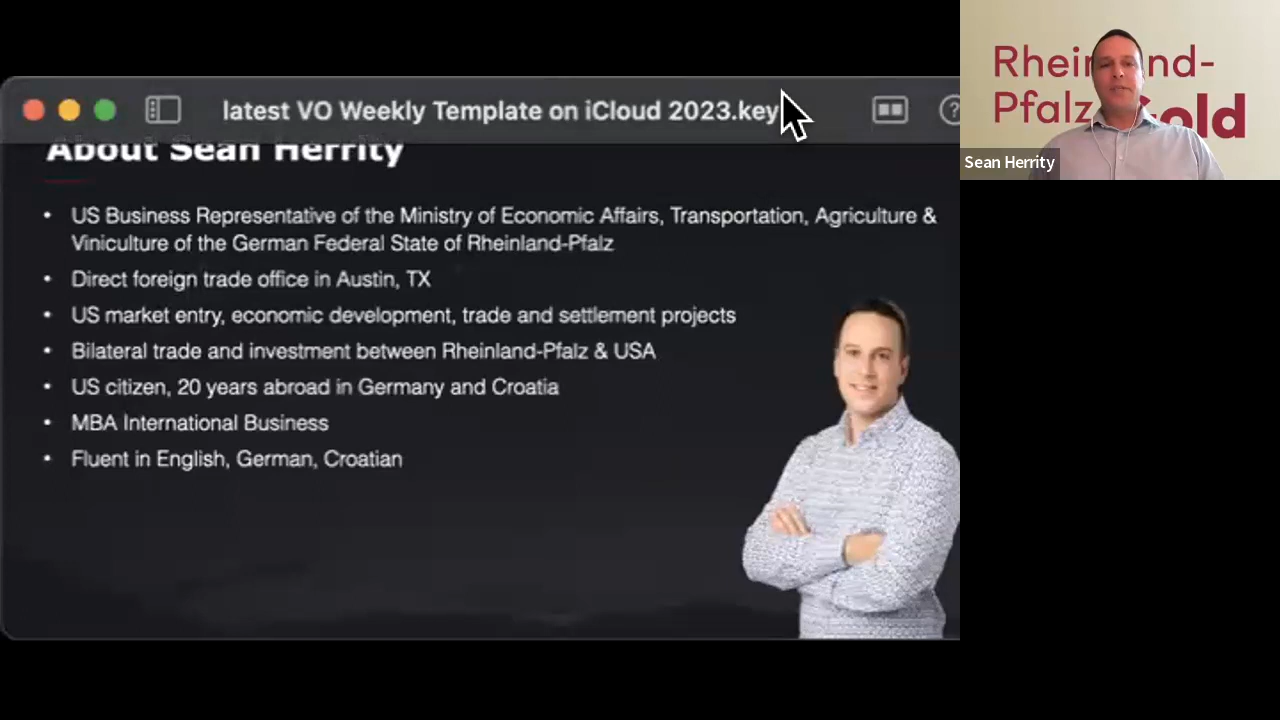 latest VO Weekly Template on iCloud 2023.key
About Sean Herrity
• US Business Representative of the Ministry of Economic Affairs, Transportation, Agriculture &
Viniculture of the German Federal State of Rheinland-Pfalz
• Direct foreign trade office in Austin, TX
• US market entry, economic development, trade and settlement projects
• Bilateral trade and investment between Rheinland-Pfalz & USA
• US citizen, 20 years abroad in Germany and Croatia
• MBA International Business
• Fluent in English, German, Croatian
Rheinland-
Pfalz Gold
Sean Herrity